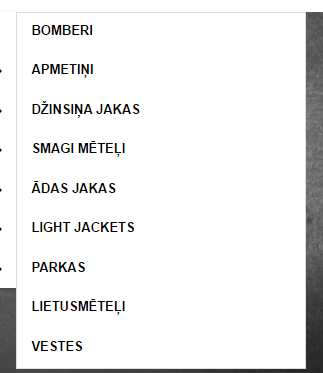 BOMBERI
APMETIŅI
DŽINSIŅA JAKAS
SMAGI MĒTEĻI
ĀDAS JAKAS
LIGHT JACKETS
PARKAS
LIETUSMĒTEĻI
VESTES